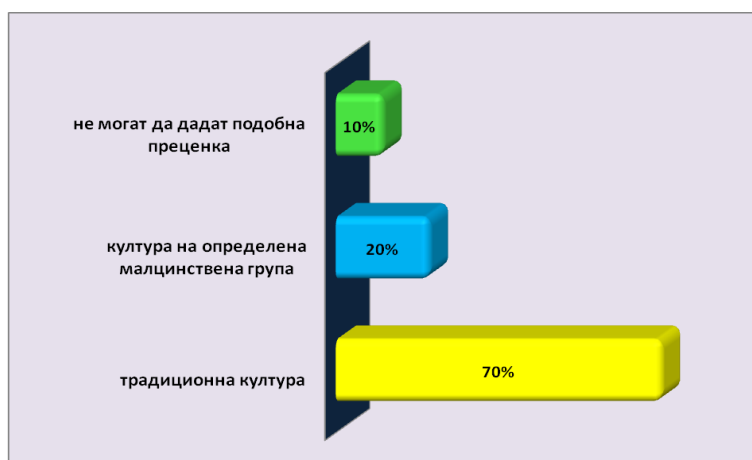 не могат да дадат подобна
преценка
10%
култура на определена
малцинствена група
20%
традиционна култура
70%